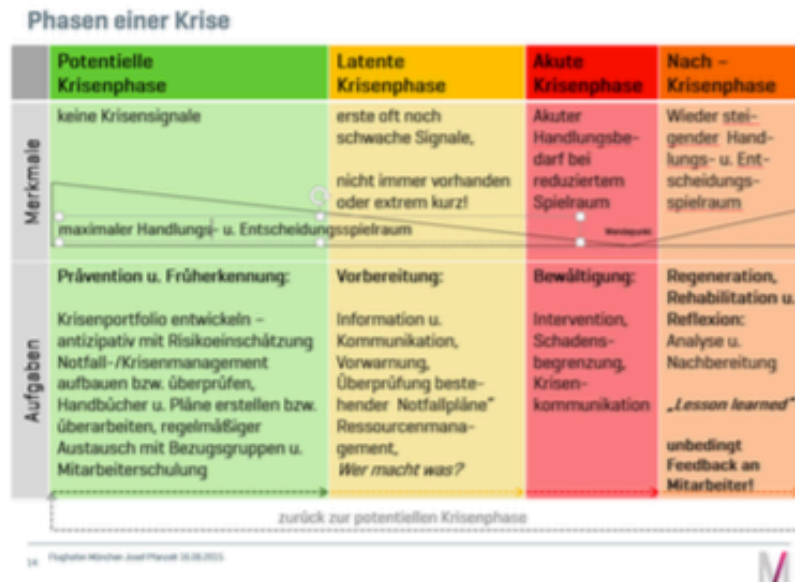 Phasen einer Krise
Potentielle
Krisenphase
Latente
Krisenphase
Akute
Krisenphase
Nach –
Krisenphase
Merkmale
keine Krisensignale
erste oft noch
schwache Signale,
nicht immer vorhanden
oder extrem kurz!
Akuter
Handlungsbe-
darf bei
reduziertem
Spielraum
Wieder stei-
gender Hand-
lungs- u. Ent-
scheidungs-
spielraum
maximaler Handlungs- u. Entscheidungsspielraum
Wendepunkt
Aufgaben
Prävention u. Früherkennung:
Krisenportfolio entwickeln –
antizipativ mit Risikoeinschätzung
Notfall-/Krisenmanagement
aufbauen bzw. überprüfen,
Handbücher u. Pläne erstellen bzw.
überarbeiten, regelmäßiger
Austausch mit Bezugsgruppen u.
Mitarbeiterschulung
Vorbereitung:
Information u.
Kommunikation,
Vorwarnung,
Überprüfung beste-
hender Notfallpläne"
Ressourcenmana-
gement,
Wer macht was?
Bewältigung:
Intervention,
Schadens-
begrenzung,
Krisen-
kommunikation
Regeneration,
Rehabilitation u.
Reflexion:
Analyse u.
Nachbereitung
„Lesson learned"
unbedingt
Feedback an
Mitarbeiter!
zurück zur potentiellen Krisenphase
Flughafen München Josef
M